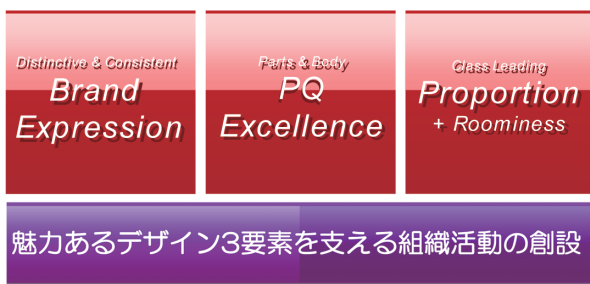 Distinctive & Consistent
Brand
Expression
Parts & Body
PQ
Excellence
Class Leading
Proportion
+ Roominess
魅力あるデザイン3要素を支える組織活動の創設